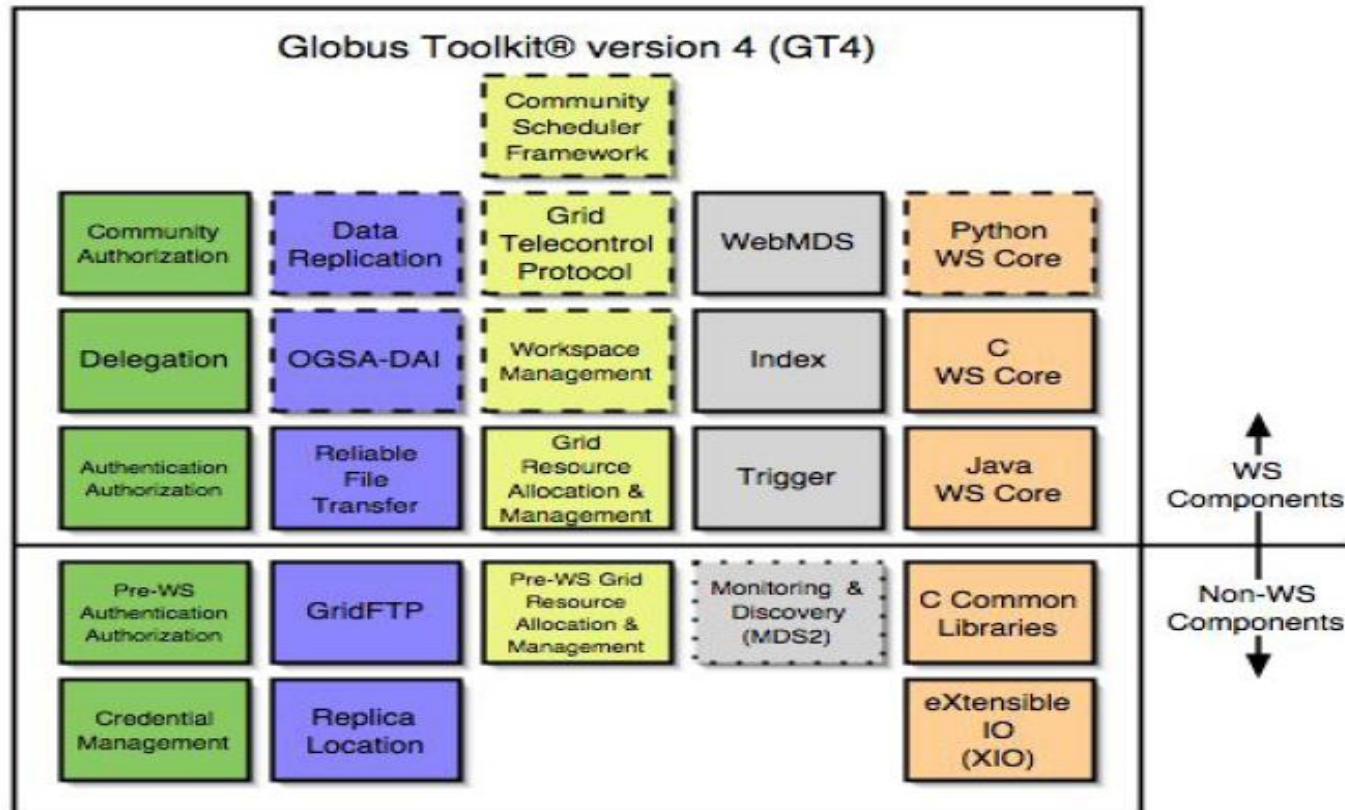 Globus Toolkit® version 4 (GT4)
Community
Scheduler
Framework
Community
Authorization
Data
Replication
Grid
Telecontrol
Protocol
WebMDS
Python
WS Core
Delegation
OGSA-DAI
Workspace
Management
Index
C
WS Core
Authentication
Authorization
Reliable
File
Transfer
Grid
Resource
Allocation &
Management
Trigger
Java
WS Core
WS
Components
Pre-WS
Authentication
Authorization
GridFTP
Pre-WS Grid
Resource
Allocation &
Management
Monitoring &
Discovery
(MDS2)
C Common
Libraries
Non-WS
Components
Credential
Management
Replica
Location
eXtensible
IO
(XIO)